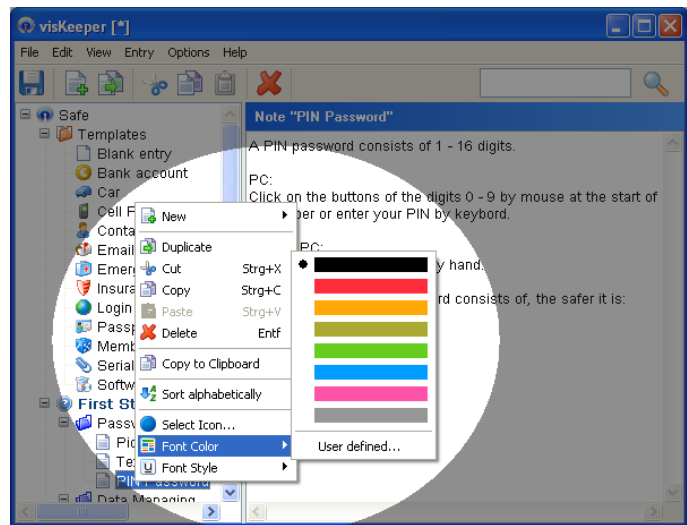 visKeeper [*]
File Edit View Entry Options Help
Safe
Templates
Blank entry
Bank account
Car
Cell
Conta
Email
Emer
Insura
Login
Passp
Memb
Serial
Softw
First St
Passv
Pic
Te
PIN Password
Data Managing
Note "PIN Password"
A PIN password consists of 1 - 16 digits.
PC:
Click on the buttons of the digits 0 - 9 by mouse at the start of
per or enter your PIN by keybord.
PC:
y hand.
rd consists of, the safer it is:
New
Duplicate
Cut Strg+X
Copy Strg+C
Paste Strg+V
Delete Entf
Copy to Clipboard
Sort alphabetically
Select Icon...
Font Color
Font Style
User defined...